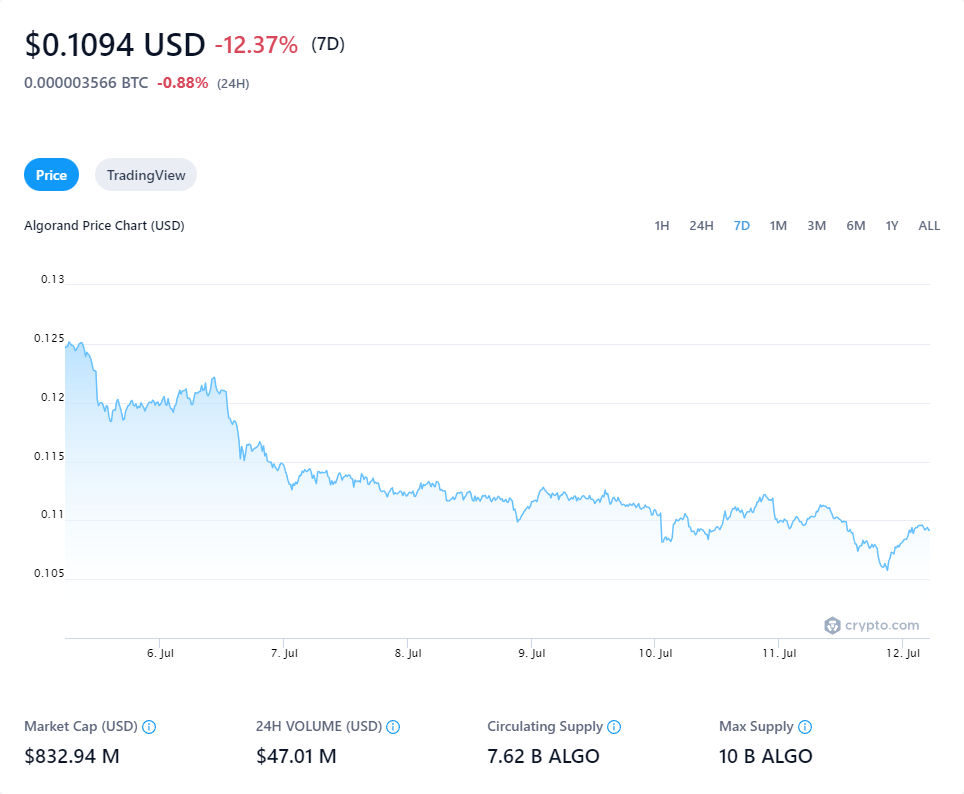 $0.1094 USD -12.37% (7D)
0.000003566 BTC -0.88% (24H)
Price TradingView
Algorand Price Chart (USD) 1H 24H 7D 1M 3M 6M 1Y ALL
0.13
0.125
0.12
0.115
0.11
0.105
crypto.com
6. Jul 7. Jul 8. Jul 9. Jul 10. Jul 11. Jul 12. Jul
Market Cap (USD) 24H VOLUME (USD) Circulating Supply Max Supply
$832.94 M $47.01 M 7.62 B ALGO 10 B ALGO